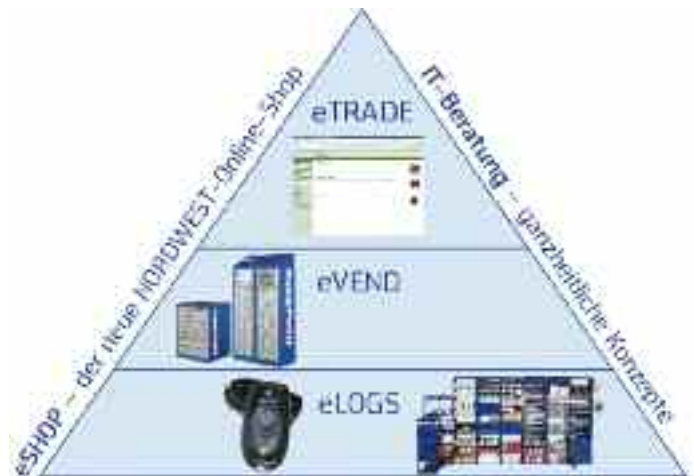 eSHOP – der neue NORDWEST-Online-Shop
IT-Beratung – ganzheitliche Konzepte
eTRADE
eVEND
eLOGS